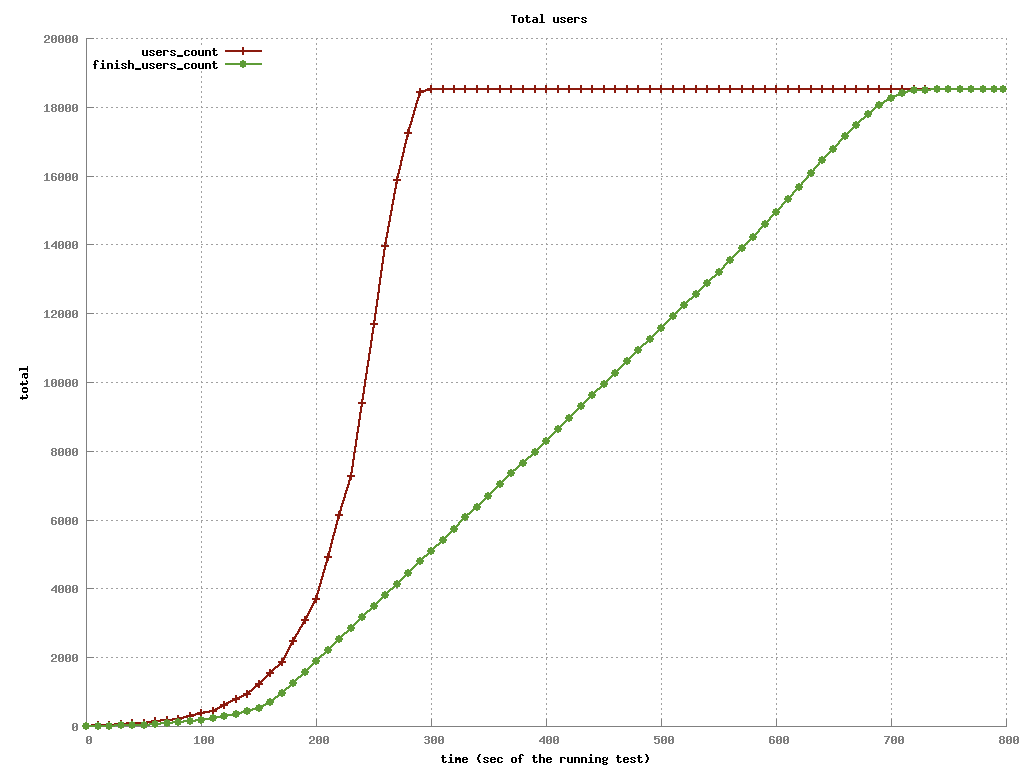 Total users
users_count
finish_users_count
20000
18000
16000
14000
12000
10000
8000
6000
4000
2000
0
total
0 100 200 300 400 500 600 700 800
time (sec of the running test)